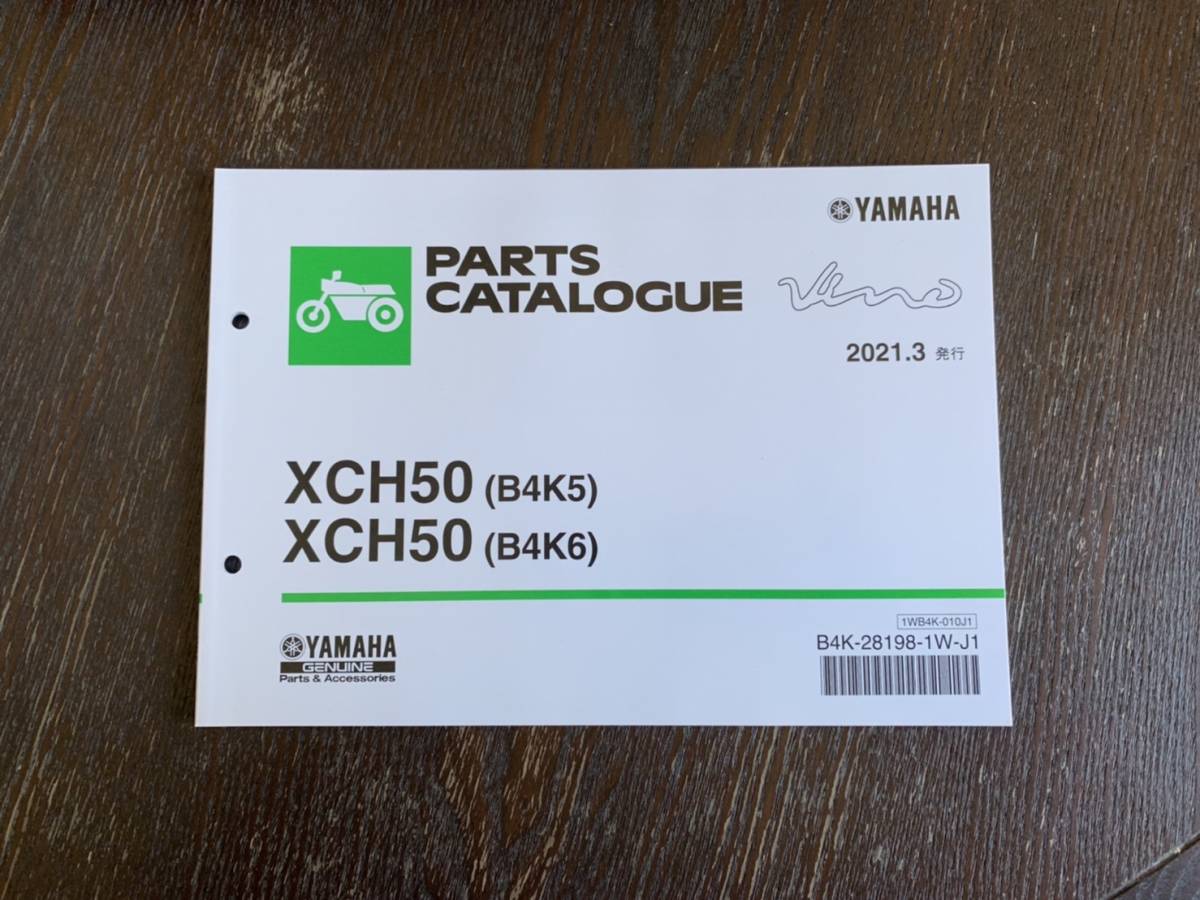 YAMAHA
PARTS
CATALOGUE
Vino
2021.3 発行
XCH50 (B4K5)
XCH50 (B4K6)
YAMAHA
GENUINE
Parts & Accessories
1WB4K-010J1
B4K-28198-1W-J1